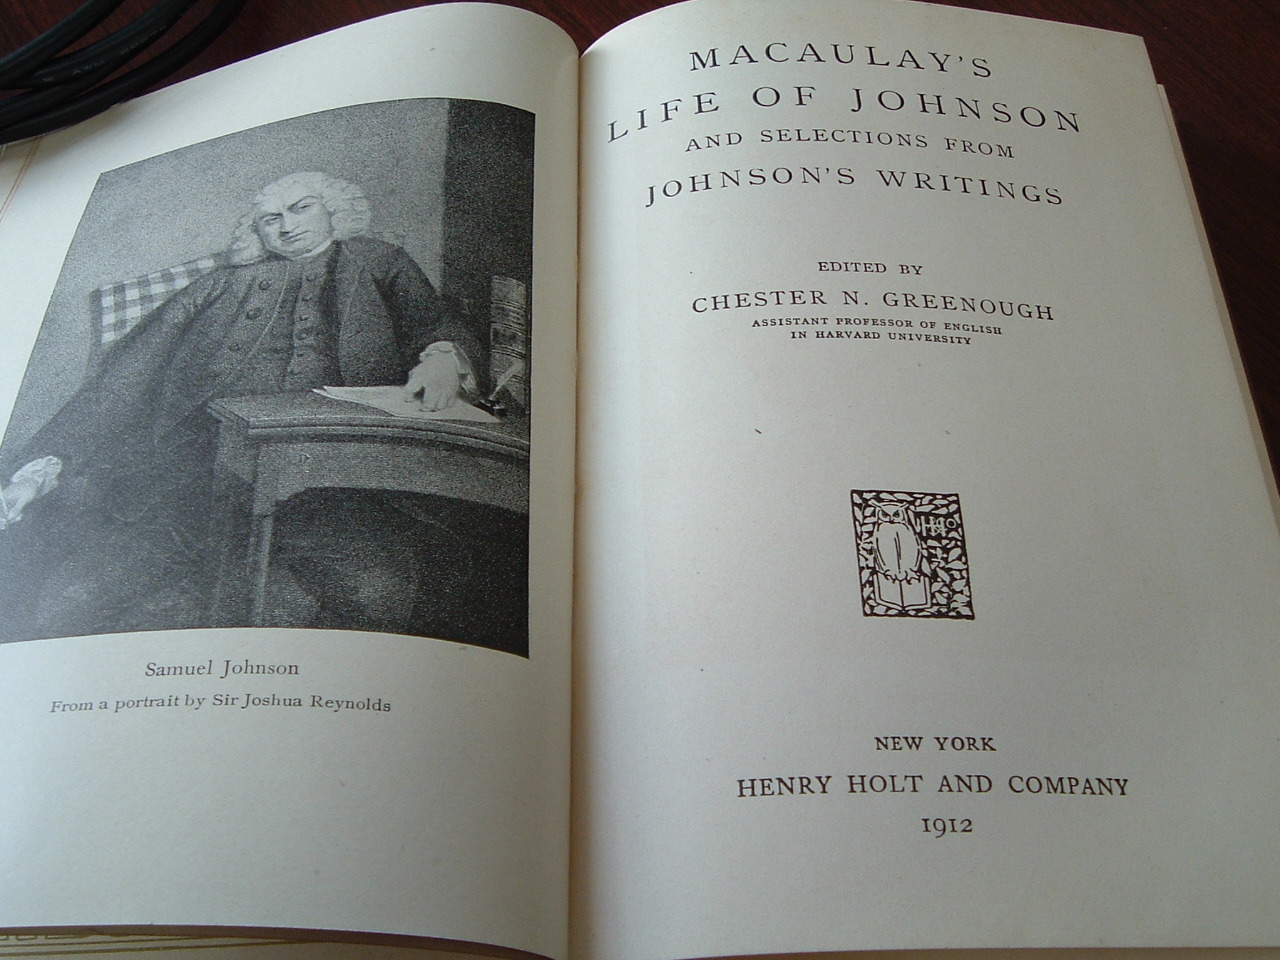 Samuel Johnson
From a portrait by Sir Joshua Reynolds
MACAULAY'S
LIFE OF JOHNSON
AND SELECTIONS FROM
JOHNSON'S WRITINGS
EDITED BY
CHESTER N. GREENOUGH
ASSISTANT PROFESSOR OF ENGLISH
IN HARVARD UNIVERSITY
NEW YORK
HENRY HOLT AND COMPANY
1912